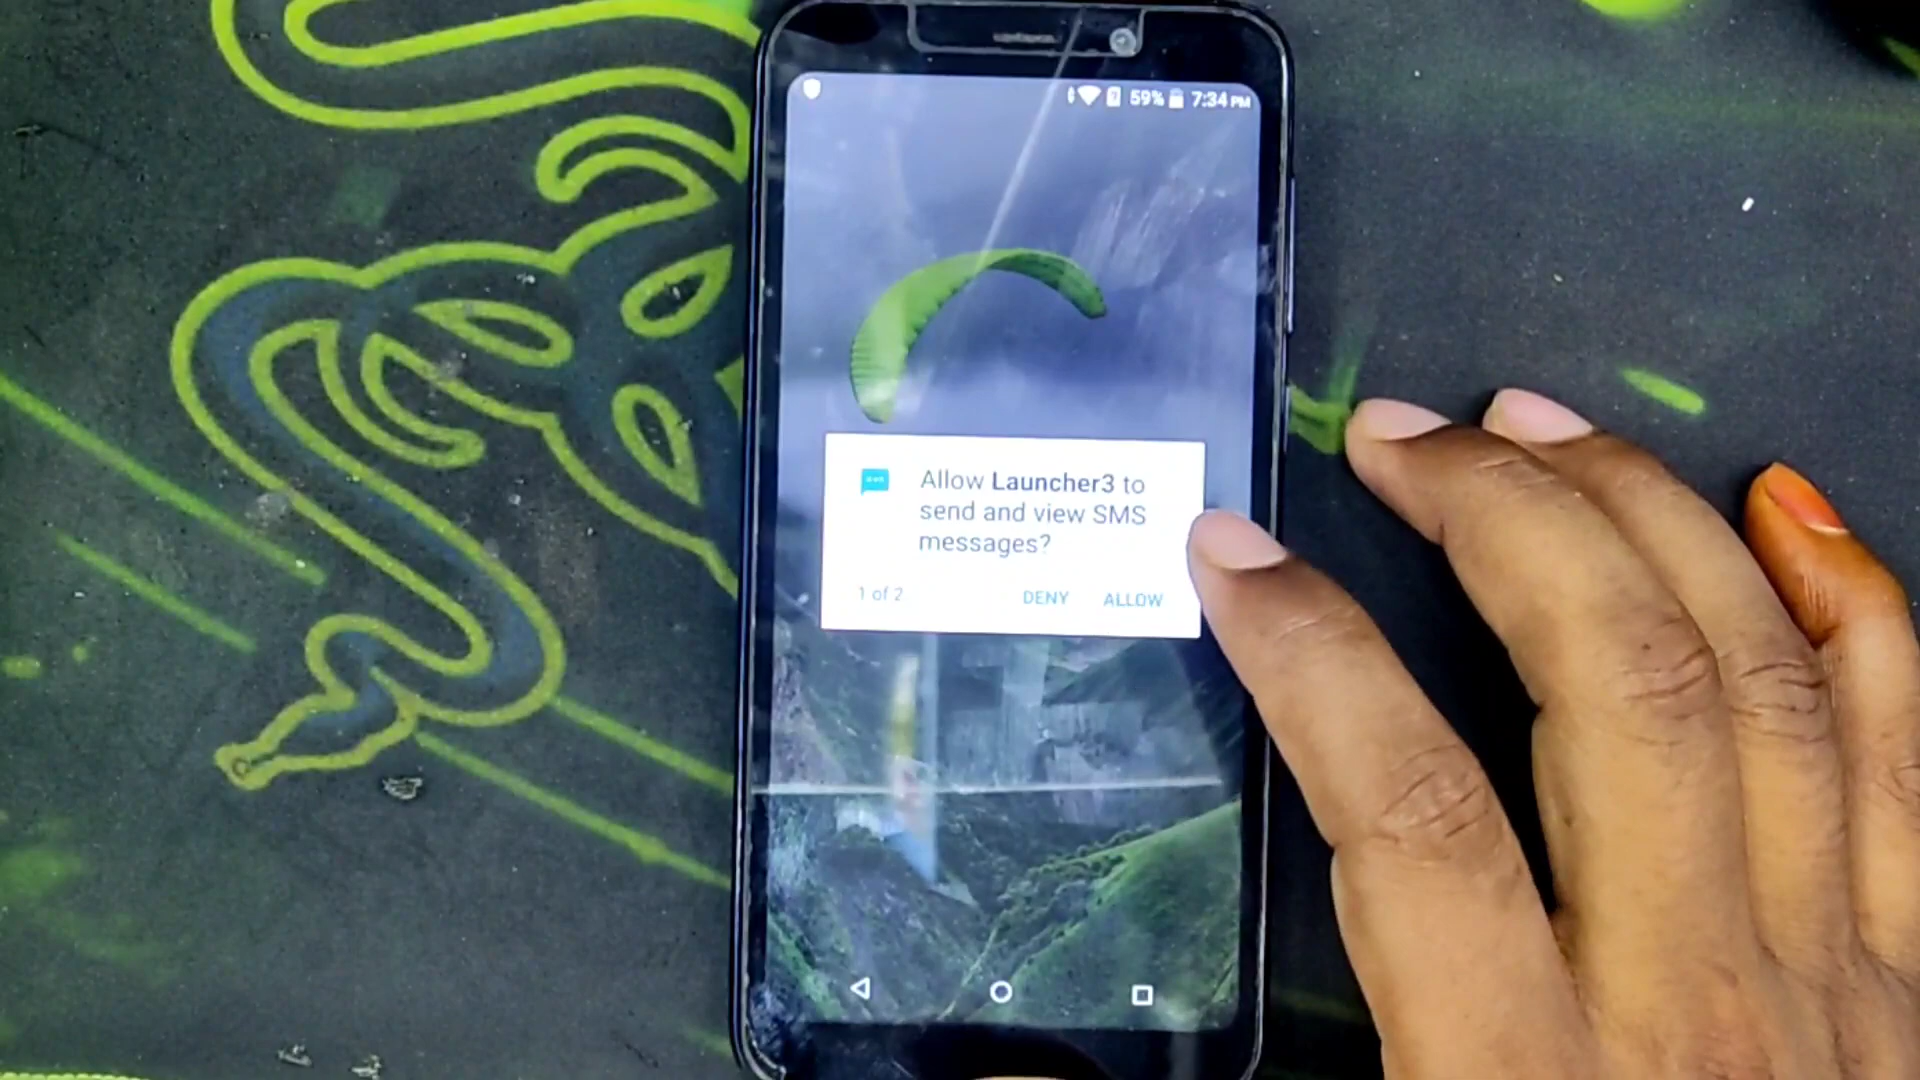 59% 7:34 PM
Allow Launcher3 to
send and view SMS
messages?
1 of 2 DENY ALLOW